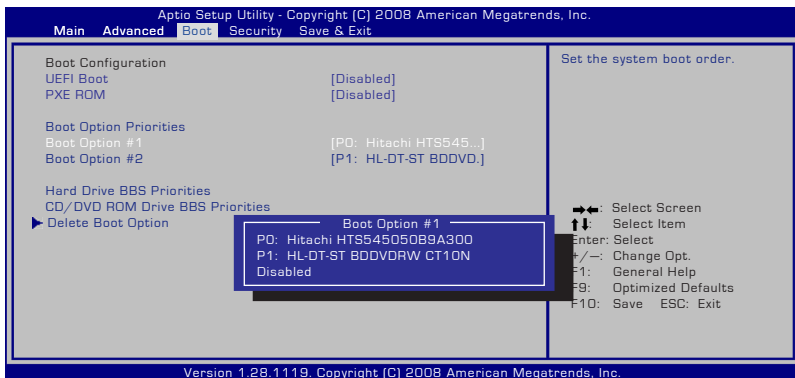 Aptio Setup Utility - Copyright (C) 2008 American Megatrends, Inc.
Main Advanced Boot Security Save & Exit
Boot Configuration
UEFI Boot [Disabled]
PXE ROM [Disabled]
Boot Option Priorities
Boot Option #1 [P0: Hitachi HTS545...]
Boot Option #2 [P1: HL-DT-ST BDDVD.]
Hard Drive BBS Priorities
CD/DVD ROM Drive BBS Priorities
Delete Boot Option
Boot Option #1
P0: Hitachi HTS545050B9A300
P1: HL-DT-ST BDDVDRW CT10N
Disabled
Set the system boot order.
→←: Select Screen
↑↓: Select Item
Enter: Select
+/—: Change Opt.
F1: General Help
F9: Optimized Defaults
F10: Save ESC: Exit
Version 1.28.1119. Copyright (C) 2008 American Megatrends, Inc.